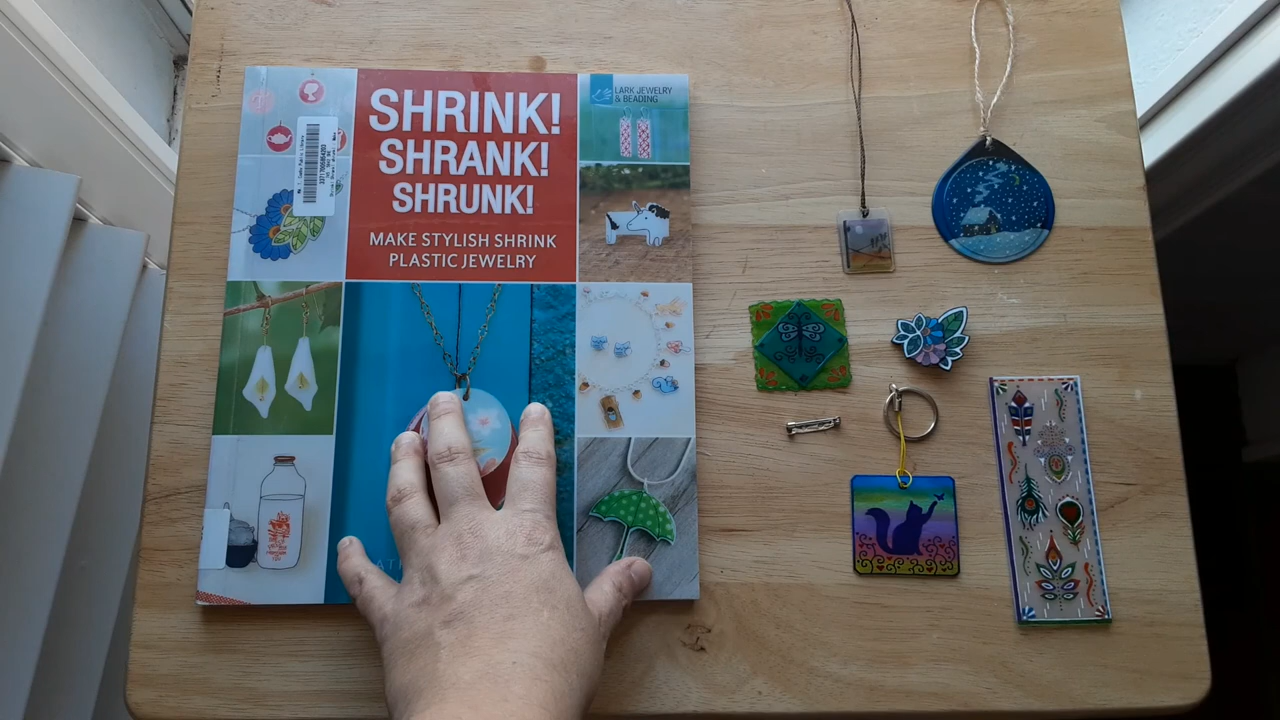 SHRINK!
SHRANK!
SHRUNK!
MAKE STYLISH SHRINK
PLASTIC JEWELRY
LARK JEWELRY
& BEADING